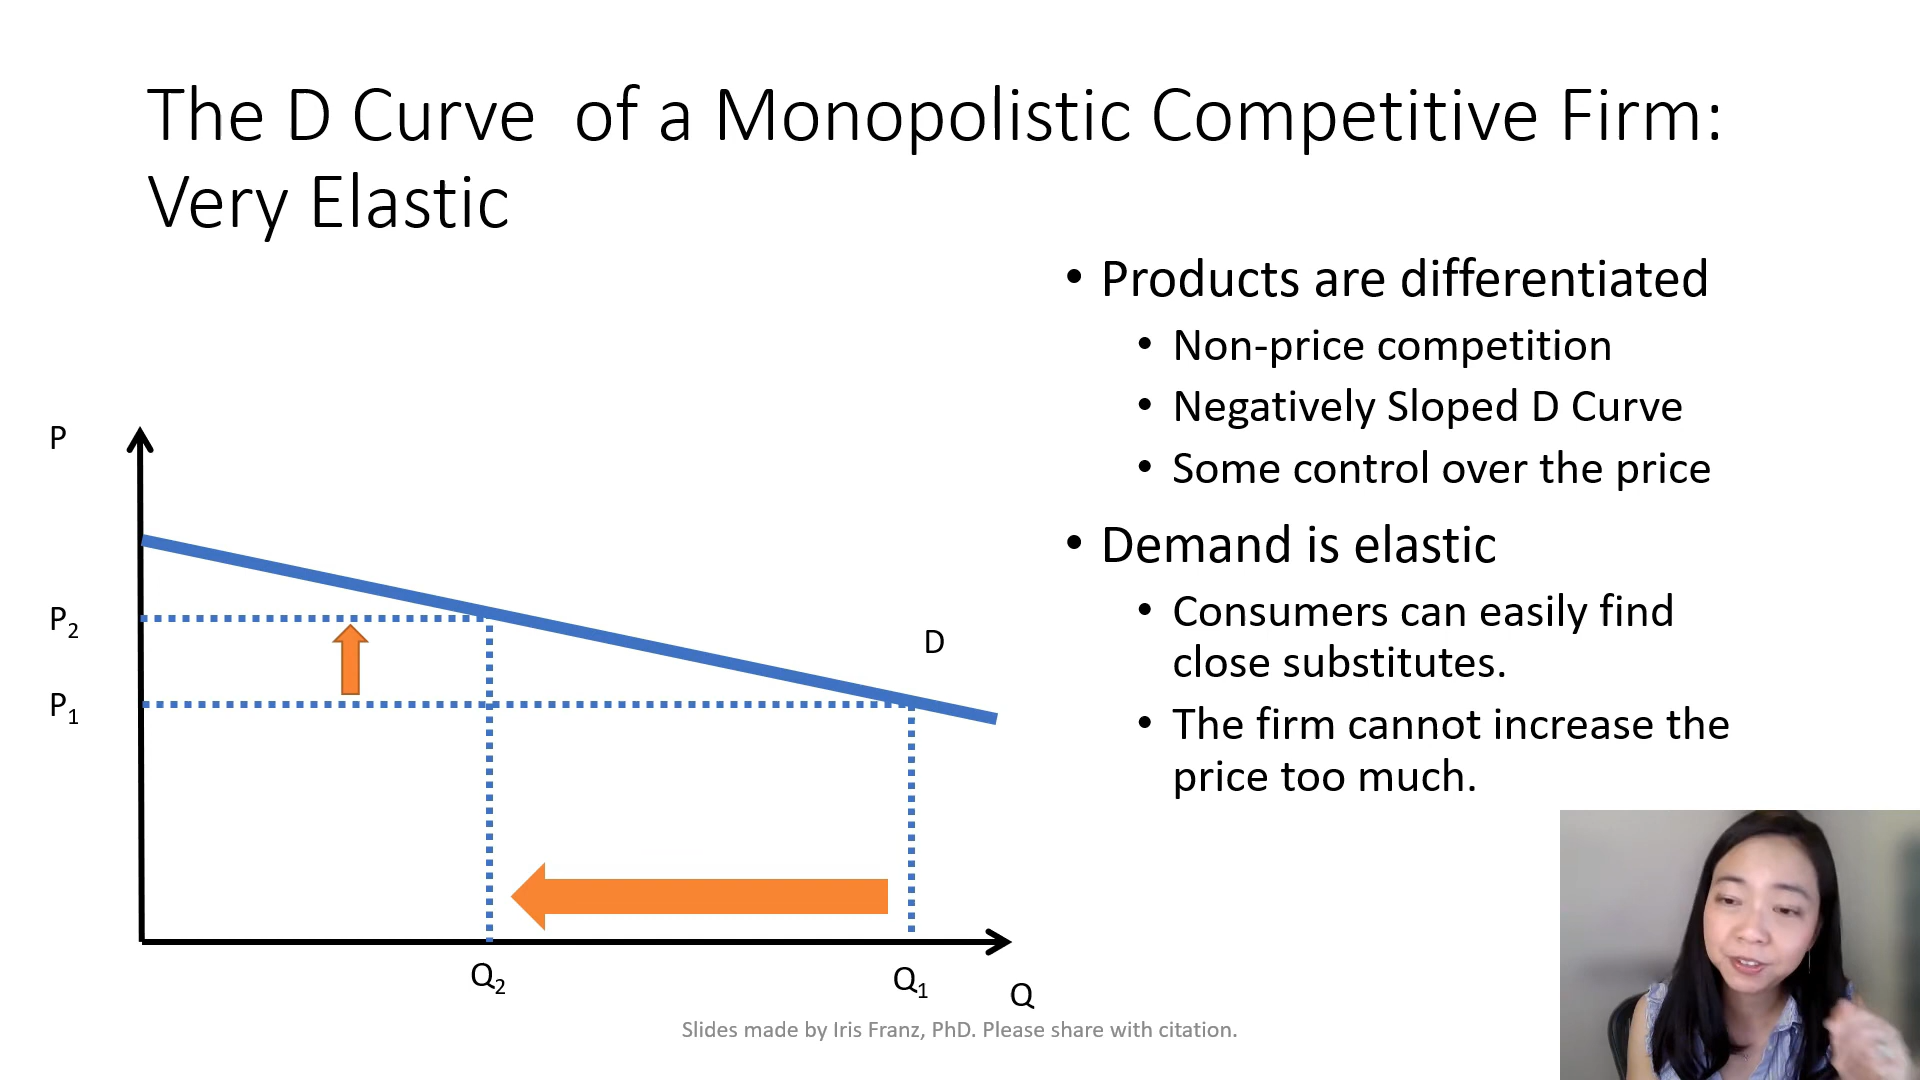 The D Curve  of a Monopolistic Competitive Firm:
Very Elastic
• Products are differentiated
• Non-price competition
• Negatively Sloped D Curve
• Some control over the price
• Demand is elastic
• Consumers can easily find
close substitutes.
• The firm cannot increase the
price too much.
P
P2
P1
D
Q2
Q1
Q
Slides made by Iris Franz, PhD. Please share with citation.